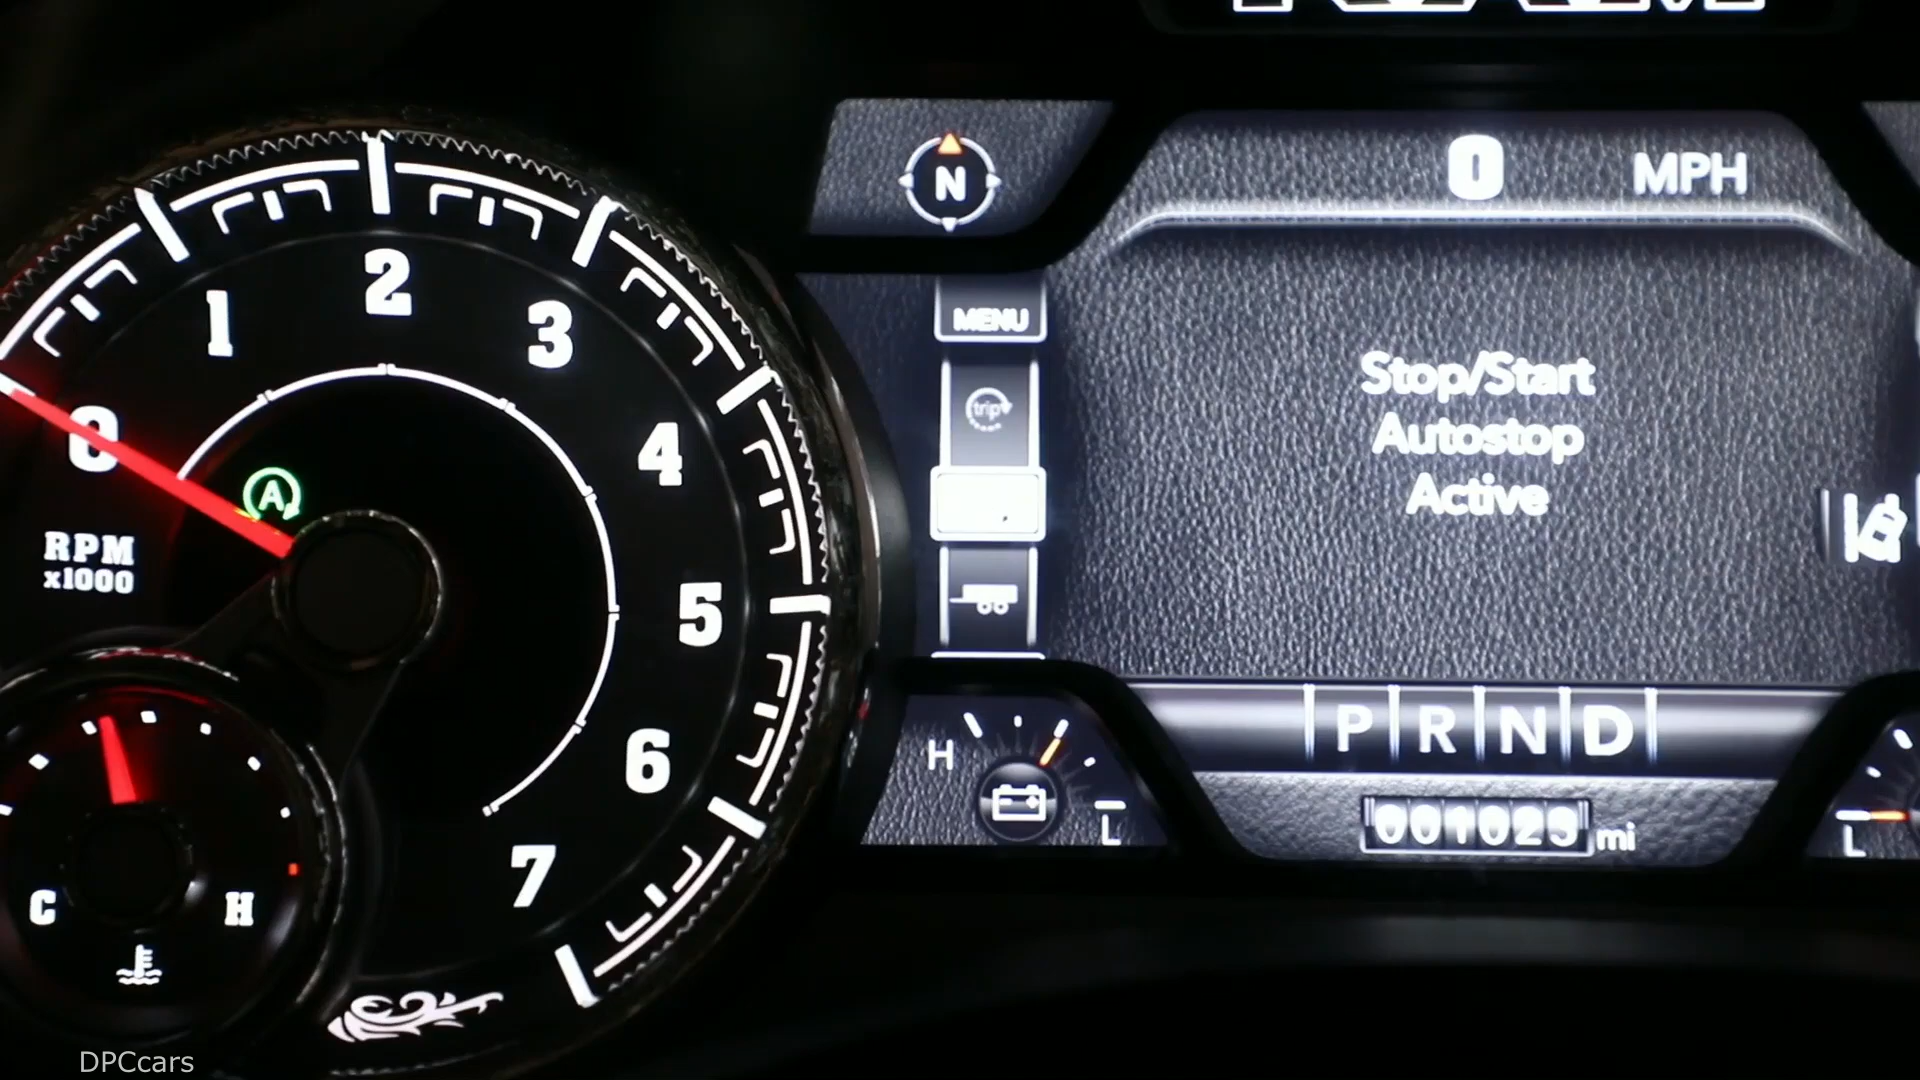 RAM
N
0 MPH
MENU
trip
Stop/Start
Autostop
Active
0
1
2
3
4
5
6
7
A
RPM
x1000
C
H
H
L
P R N D
mi
L
DPCcars